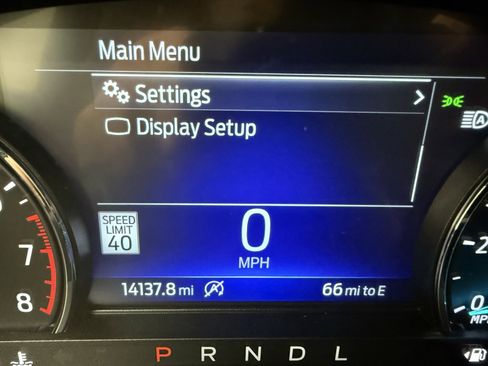 Main Menu
Settings
Display Setup
SPEED
LIMIT
40
0
MPH
7
8
14137.8 mi
66 mi to E
P R N D L